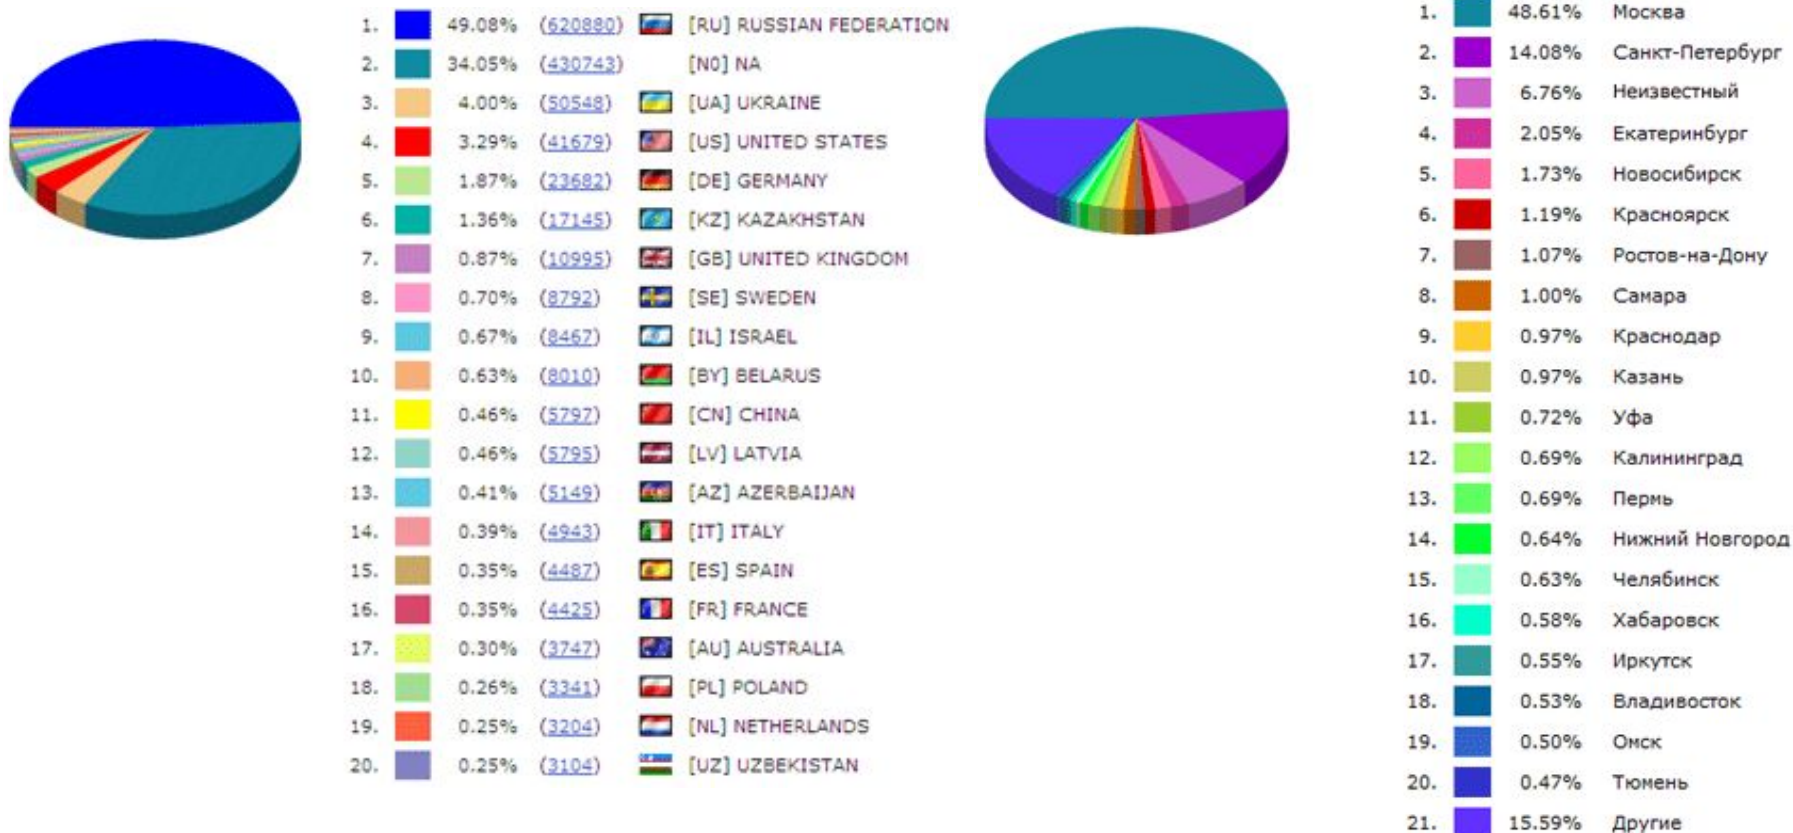 1. 49.08% (620880) [RU] RUSSIAN FEDERATION
2. 34.05% (430743) [N0] NA
3. 4.00% (50548) [UA] UKRAINE
4. 3.29% (41679) [US] UNITED STATES
5. 1.87% (23682) [DE] GERMANY
6. 1.36% (17145) [KZ] KAZAKHSTAN
7. 0.87% (10995) [GB] UNITED KINGDOM
8. 0.70% (8792) [SE] SWEDEN
9. 0.67% (8467) [IL] ISRAEL
10. 0.63% (8010) [BY] BELARUS
11. 0.46% (5797) [CN] CHINA
12. 0.46% (5795) [LV] LATVIA
13. 0.41% (5149) [AZ] AZERBAIJAN
14. 0.39% (4943) [IT] ITALY
15. 0.35% (4487) [ES] SPAIN
16. 0.35% (4425) [FR] FRANCE
17. 0.30% (3747) [AU] AUSTRALIA
18. 0.26% (3341) [PL] POLAND
19. 0.25% (3204) [NL] NETHERLANDS
20. 0.25% (3104) [UZ] UZBEKISTAN
1. 48.61% Москва
2. 14.08% Санкт-Петербург
3. 6.76% Неизвестный
4. 2.05% Екатеринбург
5. 1.73% Новосибирск
6. 1.19% Красноярск
7. 1.07% Ростов-на-Дону
8. 1.00% Самара
9. 0.97% Краснодар
10. 0.97% Казань
11. 0.72% Уфа
12. 0.69% Калининград
13. 0.69% Пермь
14. 0.64% Нижний Новгород
15. 0.63% Челябинск
16. 0.58% Хабаровск
17. 0.55% Иркутск
18. 0.53% Владивосток
19. 0.50% Омск
20. 0.47% Тюмень
21. 15.59% Другие